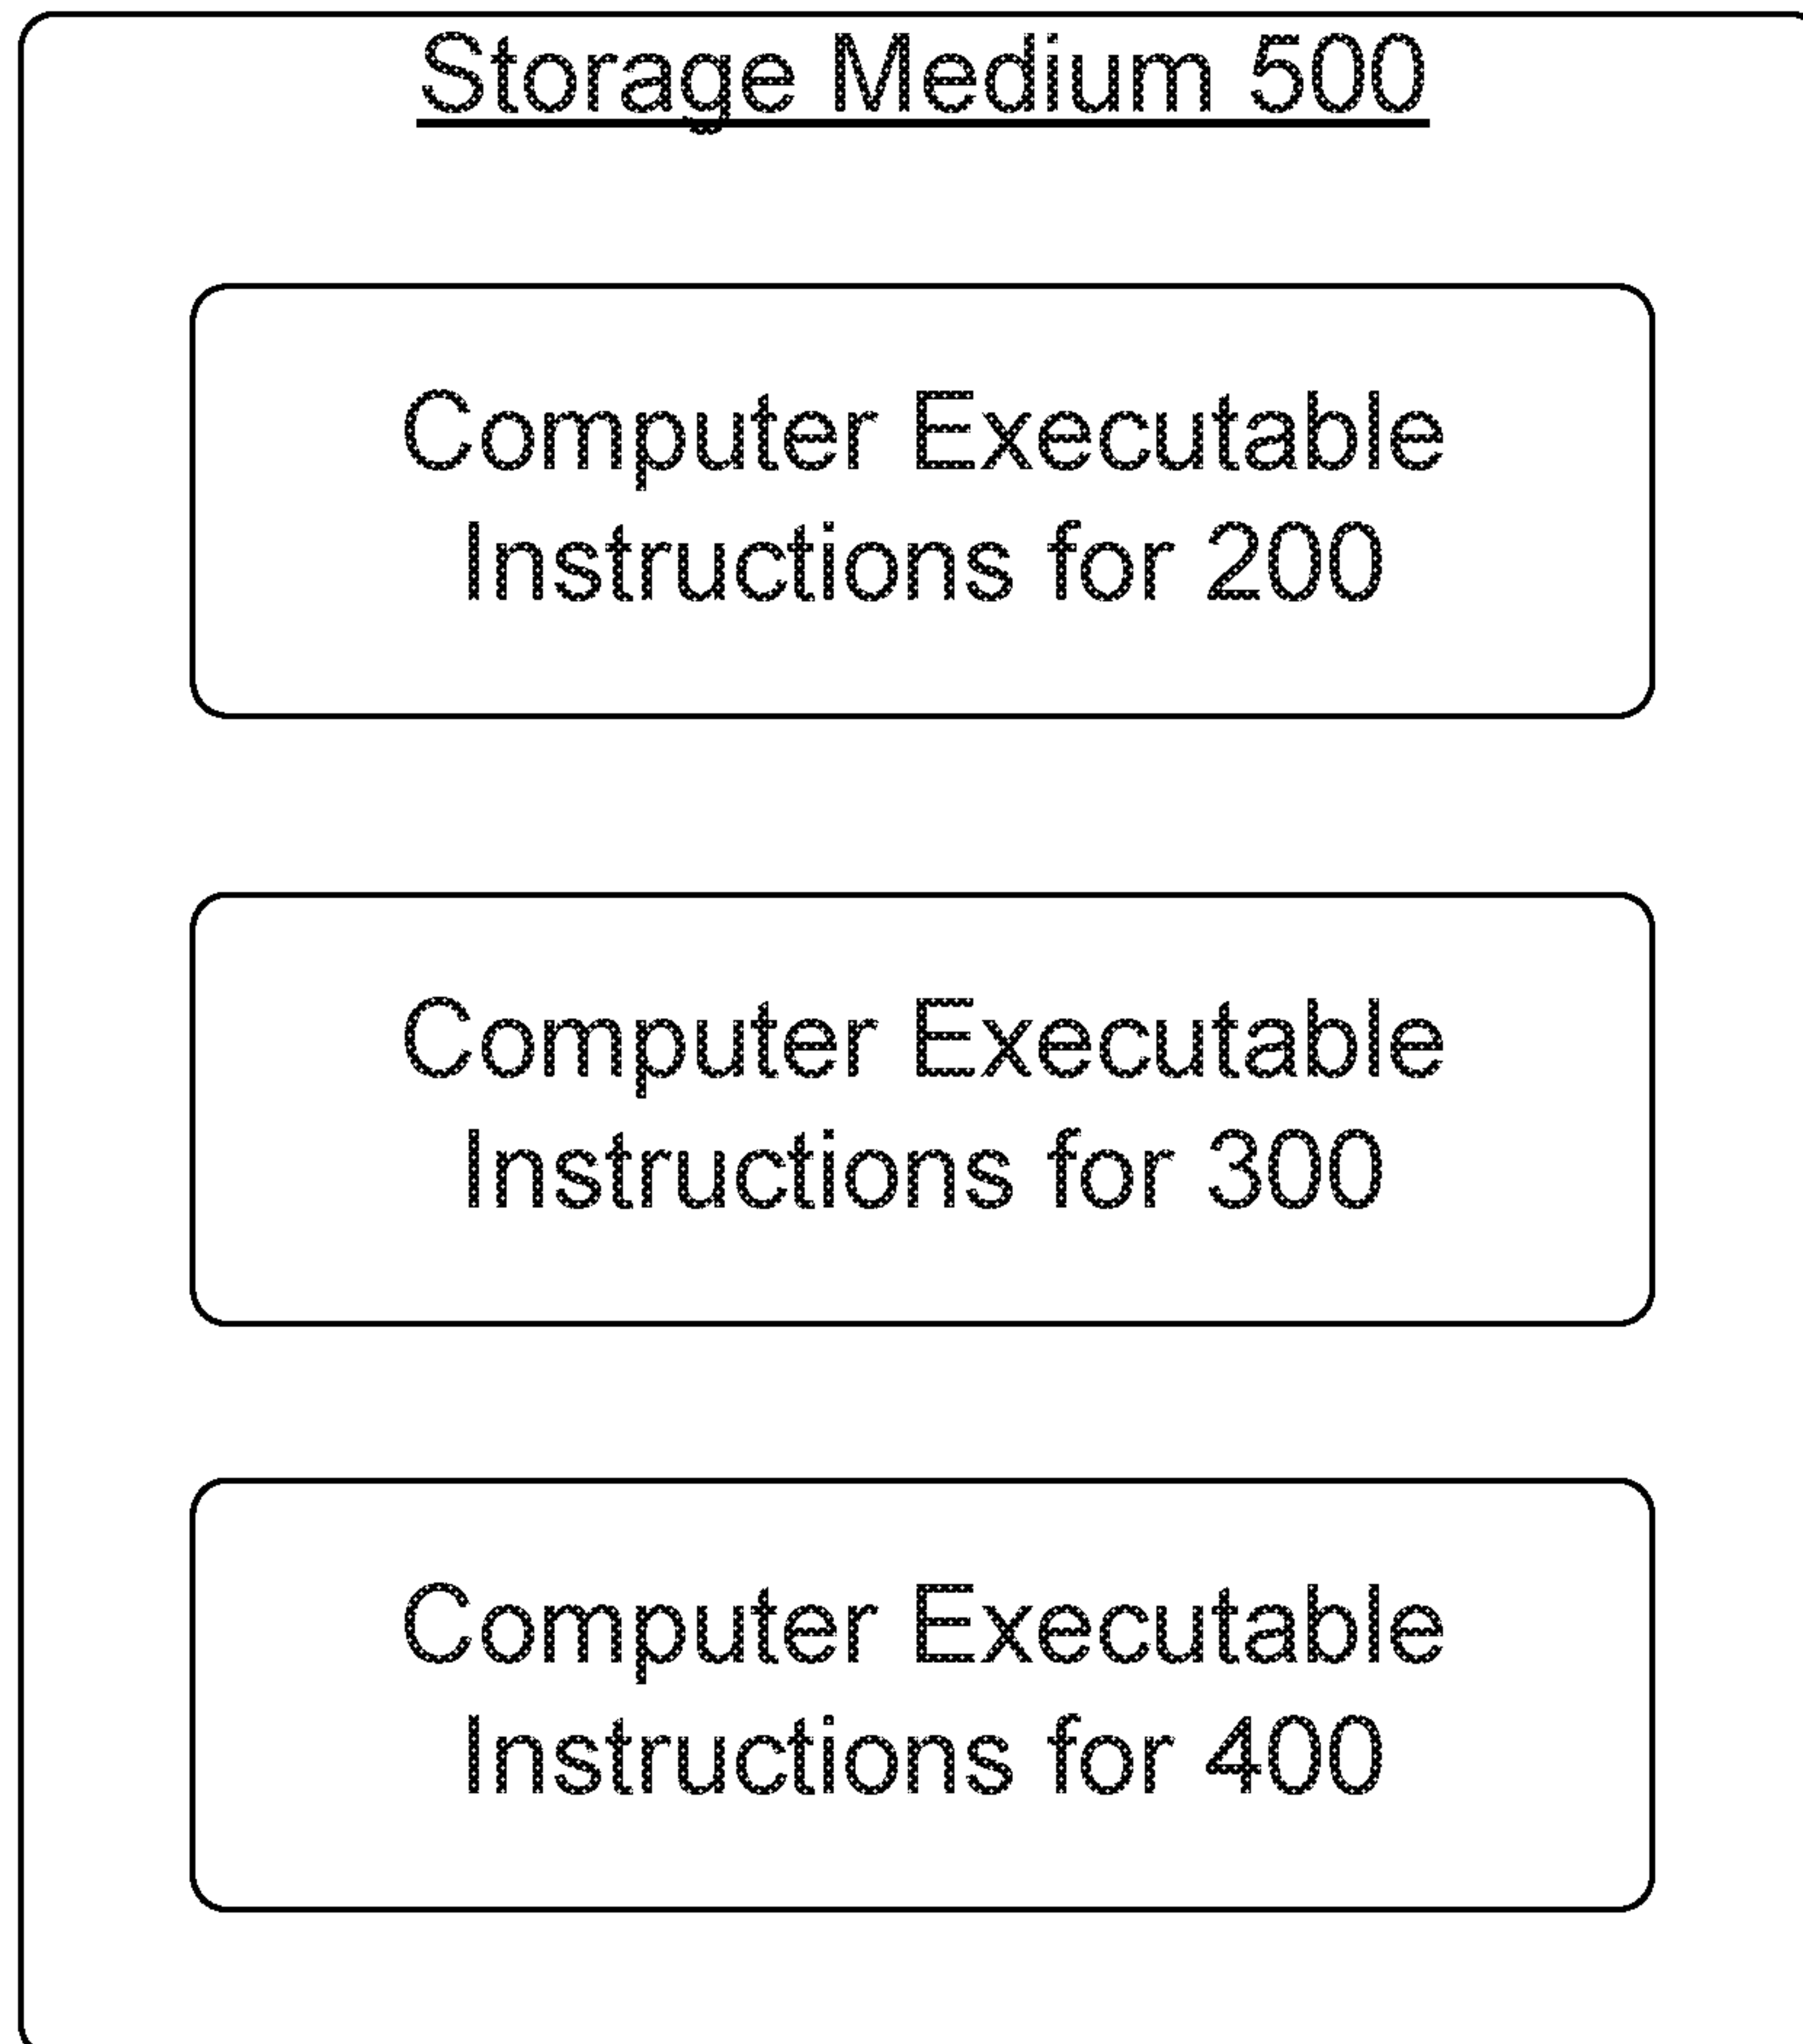 Storage Medium 500
Computer Executable
Instructions for 200
Computer Executable
Instructions for 300
Computer Executable
Instructions for 400